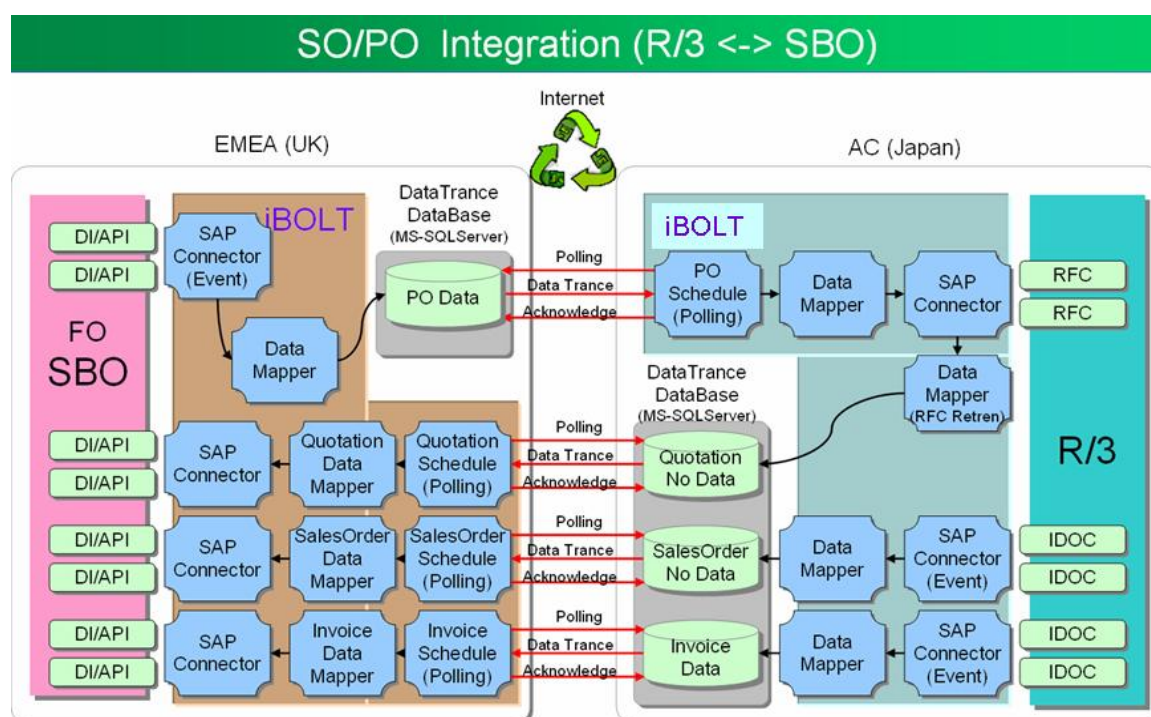 SO/PO Integration (R/3 <-> SBO)
Internet
EMEA (UK)
AC (Japan)
FO
SBO
iBOLT
DI/API
DI/API
SAP
Connector
(Event)
Data
Mapper
DataTrance
DataBase
(MS-SQLServer)
PO Data
Polling
Data Trance
Acknowledge
iBOLT
PO
Schedule
(Polling)
Data
Mapper
SAP
Connector
RFC
RFC
Data
Mapper
(RFC Retren)
R/3
DI/API
DI/API
SAP
Connector
Quotation
Data
Mapper
Quotation
Schedule
(Polling)
Polling
Data Trance
Acknowledge
DataTrance
DataBase
(MS-SQLServer)
Quotation
No Data
DI/API
DI/API
SAP
Connector
SalesOrder
Data
Mapper
SalesOrder
Schedule
(Polling)
Polling
Data Trance
Acknowledge
SalesOrder
No Data
Data
Mapper
SAP
Connector
(Event)
IDOC
IDOC
DI/API
DI/API
SAP
Connector
Invoice
Data
Mapper
Invoice
Schedule
(Polling)
Polling
Data Trance
Acknowledge
Invoice
Data
Data
Mapper
SAP
Connector
(Event)
IDOC
IDOC